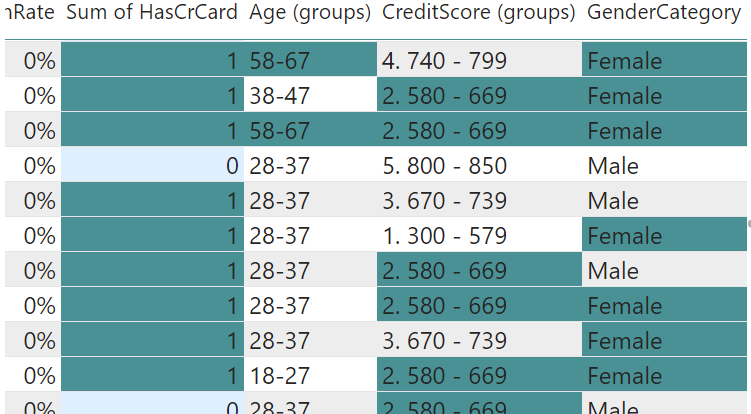 nRate Sum of HasCrCard Age (groups) CreditScore (groups) GenderCategory
0% 1 58-67 4. 740 - 799 Female
0% 1 38-47 2. 580 - 669 Female
0% 1 58-67 2. 580 - 669 Female
0% 0 28-37 5. 800 - 850 Male
0% 1 28-37 3. 670 - 739 Male
0% 1 28-37 1. 300 - 579 Female
0% 1 28-37 2. 580 - 669 Male
0% 1 28-37 2. 580 - 669 Female
0% 1 28-37 3. 670 - 739 Female
0% 1 18-27 2. 580 - 669 Female
0% 0 28-37 2. 580 - 669 Male